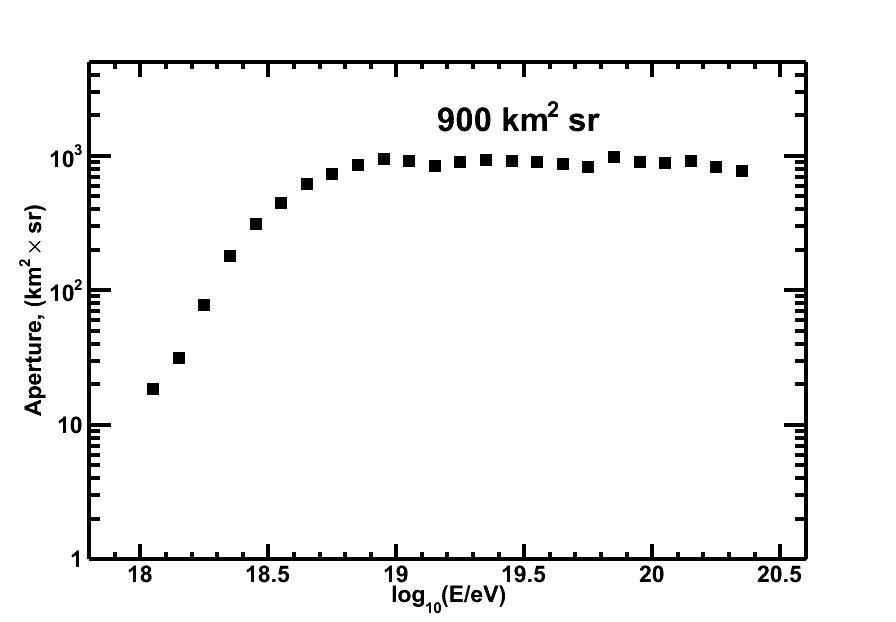 900 km² sr
10³
10²
10
1
Aperture, (km² × sr)
18 18.5 19 19.5 20 20.5
log₁₀(E/eV)